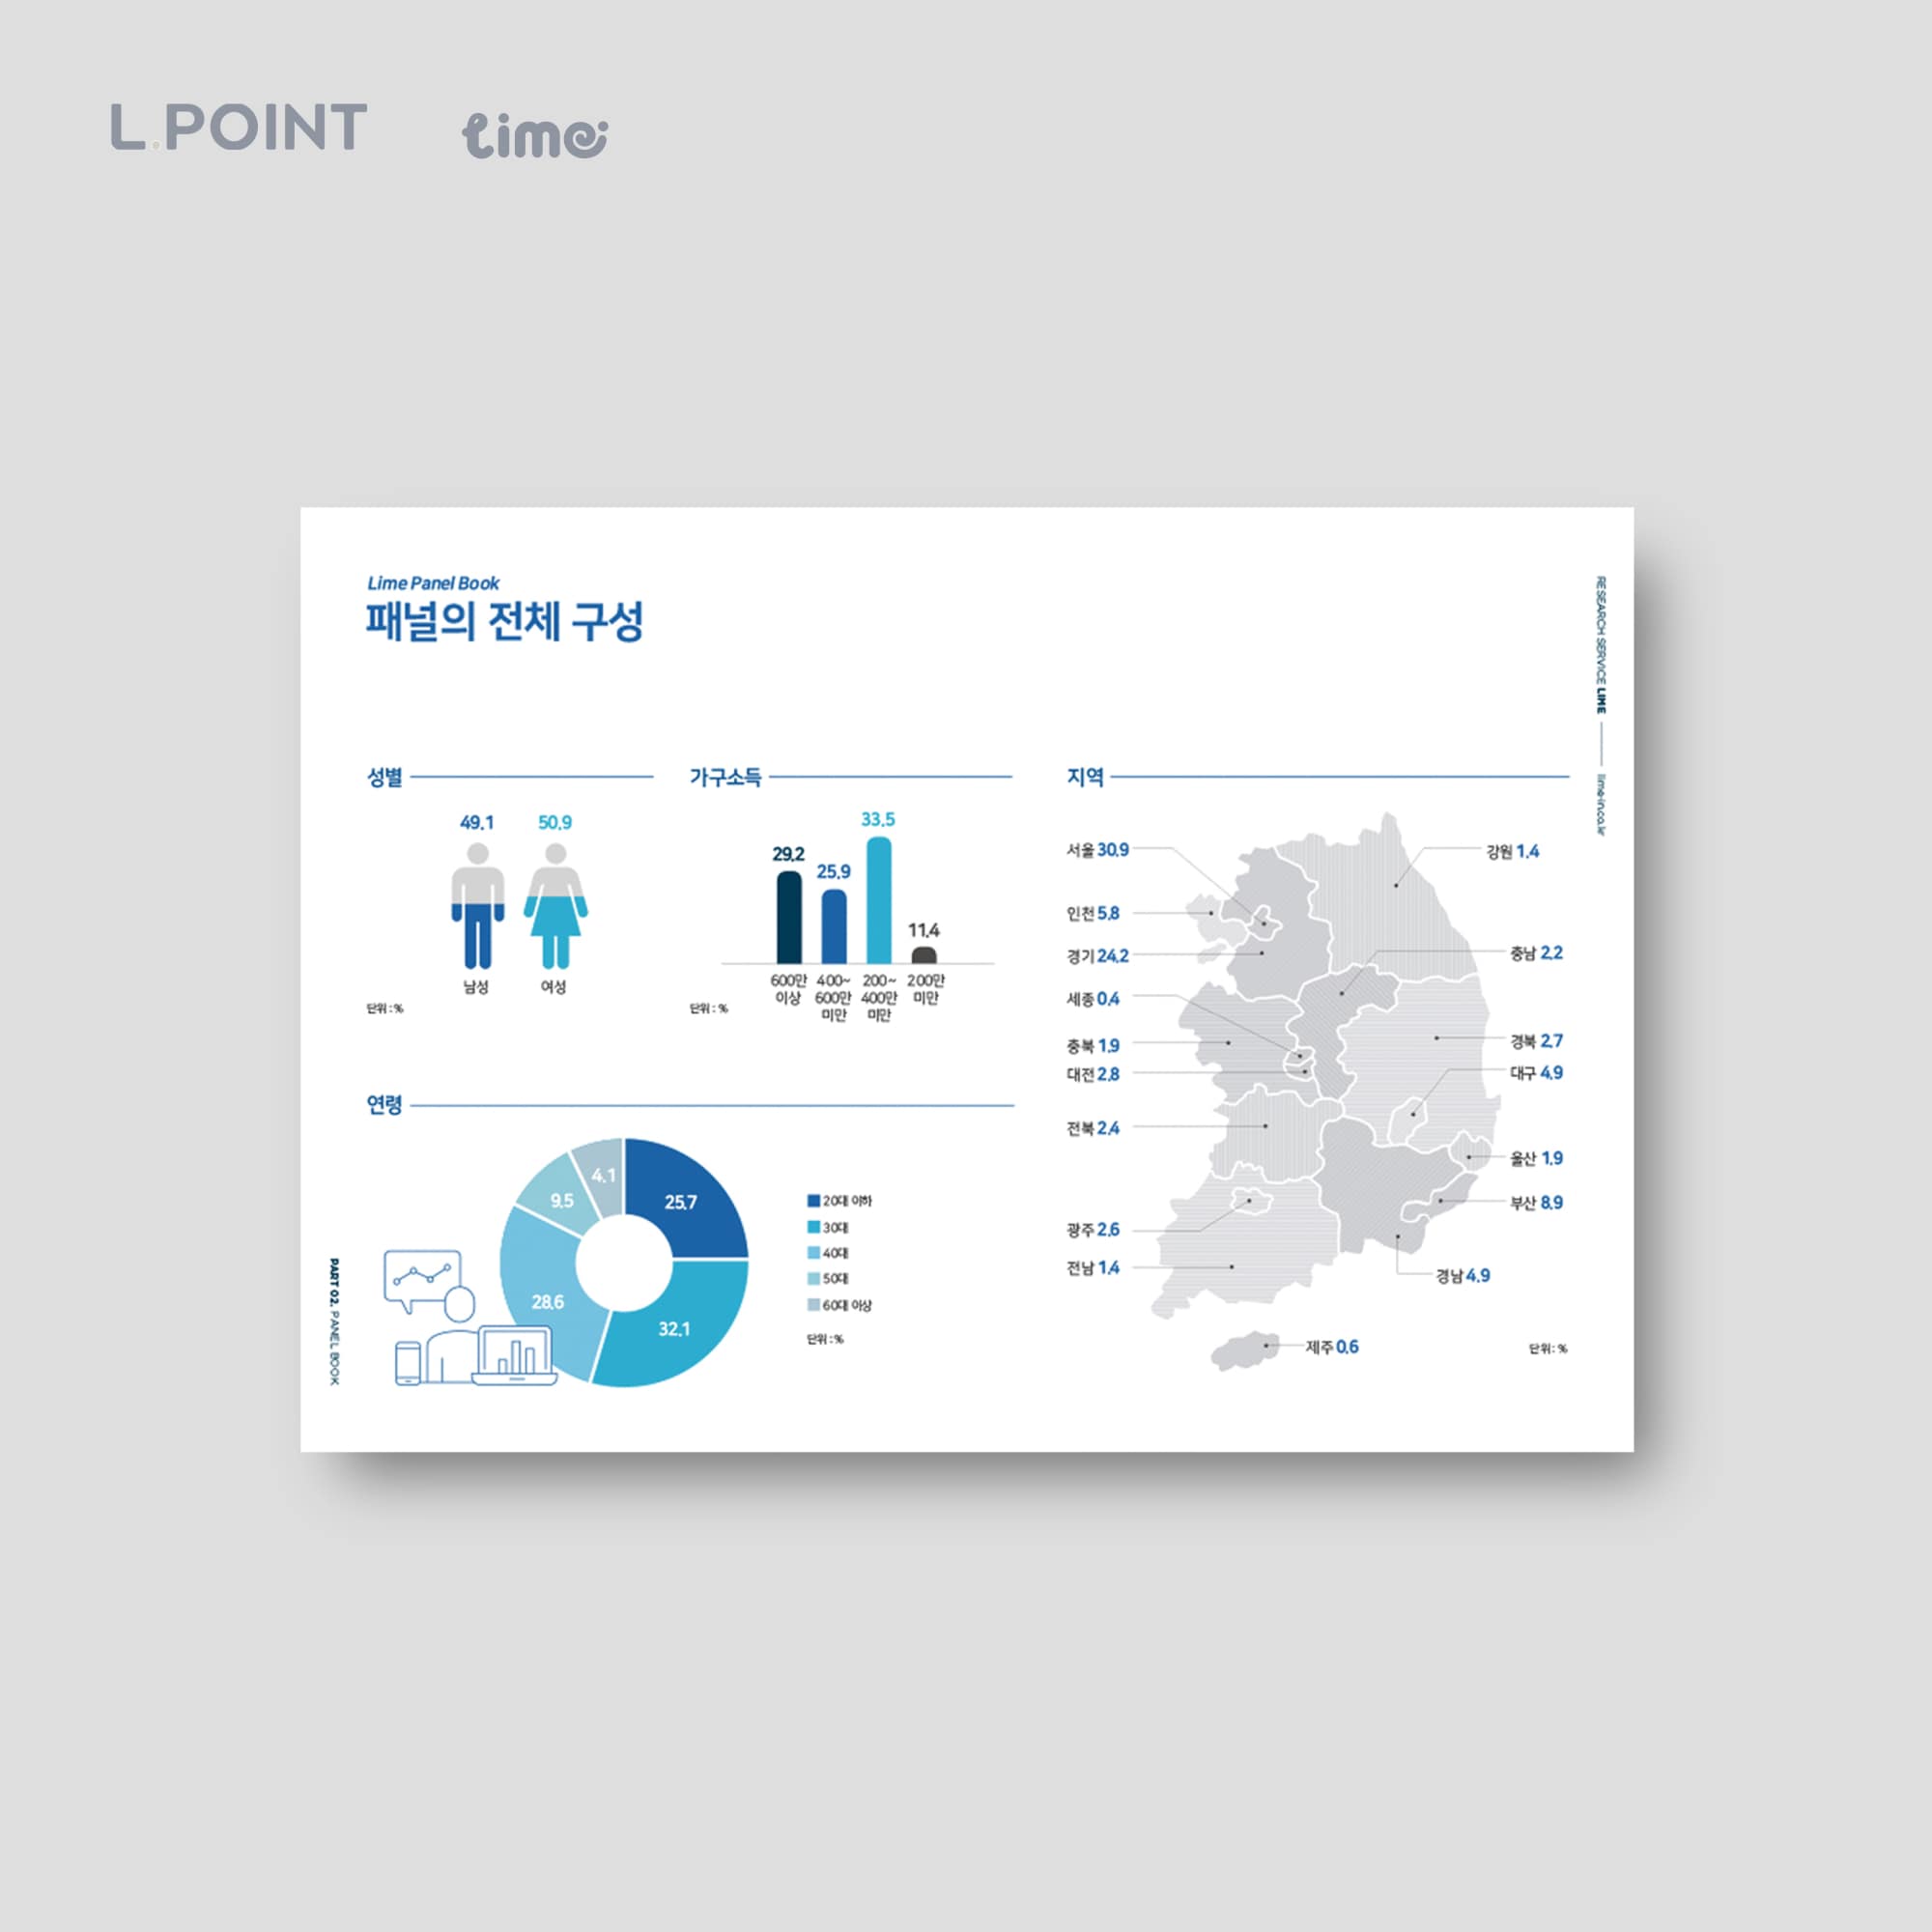 L.POINT
lime
Lime Panel Book
패널의 전체 구성
RESEARCH SERVICE LIME
lime-in.co.kr
성별
49.1
50.9
남성
여성
단위 : %
가구소득
29.2
25.9
33.5
11.4
600만 이상
400~ 600만 미만
200~ 400만 미만
200만 미만
단위 : %
연령
25.7
32.1
28.6
9.5
4.1
20대 이하
30대
40대
50대
60대 이상
단위 : %
지역
서울 30.9
인천 5.8
경기 24.2
세종 0.4
충북 1.9
대전 2.8
전북 2.4
광주 2.6
전남 1.4
강원 1.4
충남 2.2
경북 2.7
대구 4.9
울산 1.9
부산 8.9
경남 4.9
제주 0.6
단위 : %
PART 02. PANEL BOOK